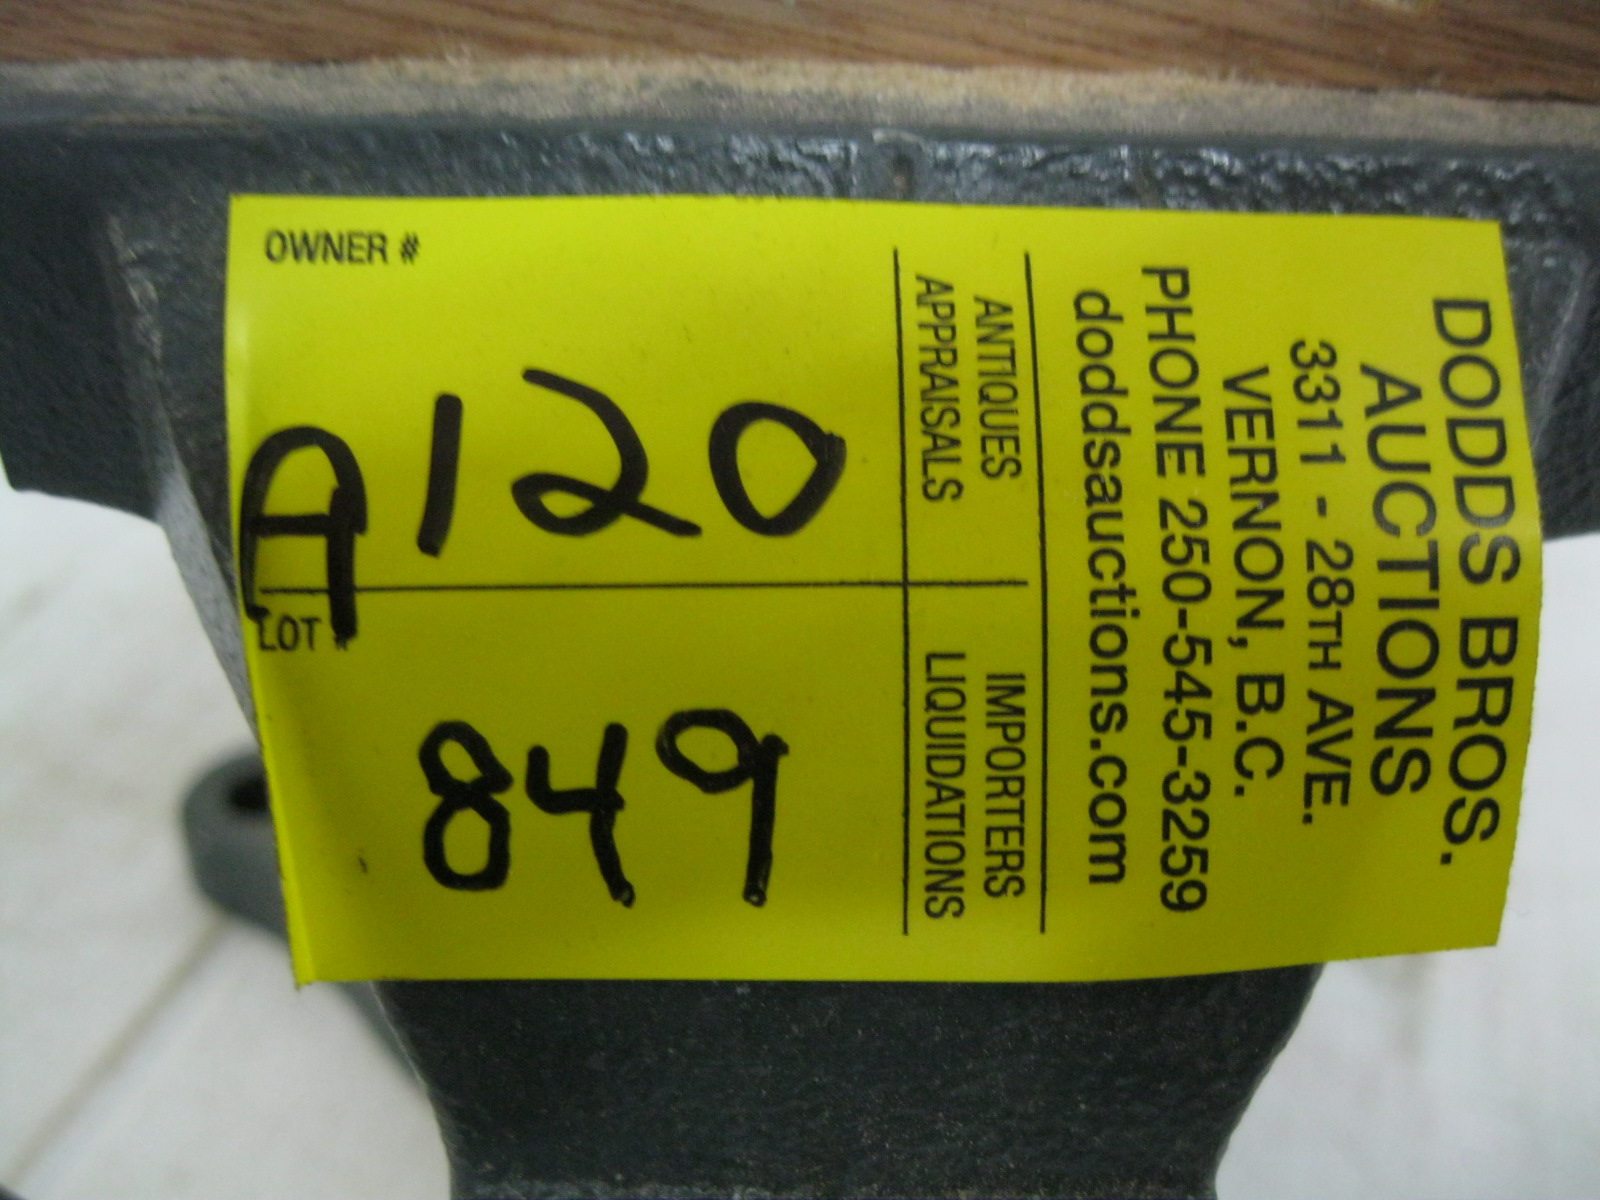 DODDS BROS.
AUCTIONS
3311 - 28TH AVE.
VERNON, B.C.
PHONE 250-545-3259
doddsauctions.com
ANTIQUES
APPRAISALS
IMPORTERS
LIQUIDATIONS
OWNER #
120
LOT #
849